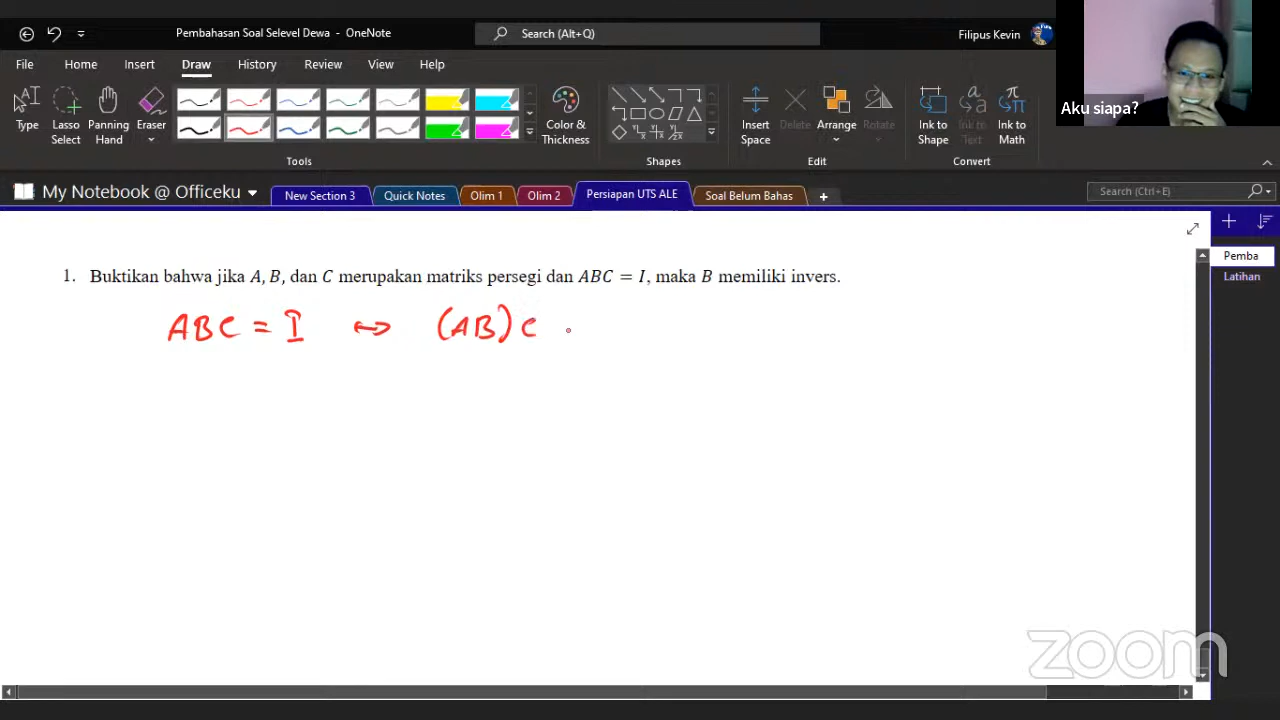 Pembahasan Soal Selevel Dewa - OneNote
Search (Alt+Q)
Filipus Kevin
File Home Insert Draw History Review View Help
Aku siapa?
Type
Lasso Select
Panning Hand
Eraser
Color & Thickness
Insert Space
Delete
Arrange
Rotate
Ink to Shape
Ink to Text
Ink to Math
Tools
Shapes
Edit
Convert
My Notebook @ Officeku
New Section 3
Quick Notes
Olim 1
Olim 2
Persiapan UTS ALE
Soal Belum Bahas
Search (Ctrl+E)
Pemba
Latihan
1. Buktikan bahwa jika A, B, dan C merupakan matriks persegi dan ABC = I, maka B memiliki invers.
ABC = I ↔ (AB) C
zoom